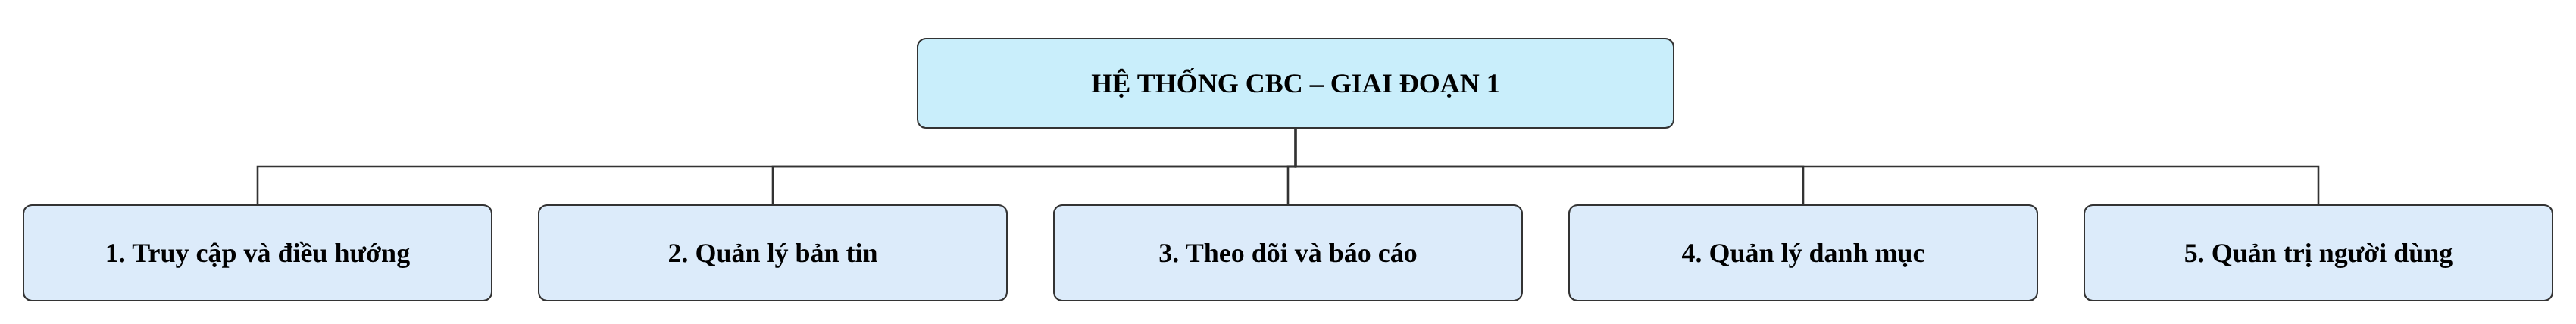 HỆ THỐNG CBC – GIAI ĐOẠN 1
1. Truy cập và điều hướng
2. Quản lý bản tin
3. Theo dõi và báo cáo
4. Quản lý danh mục
5. Quản trị người dùng